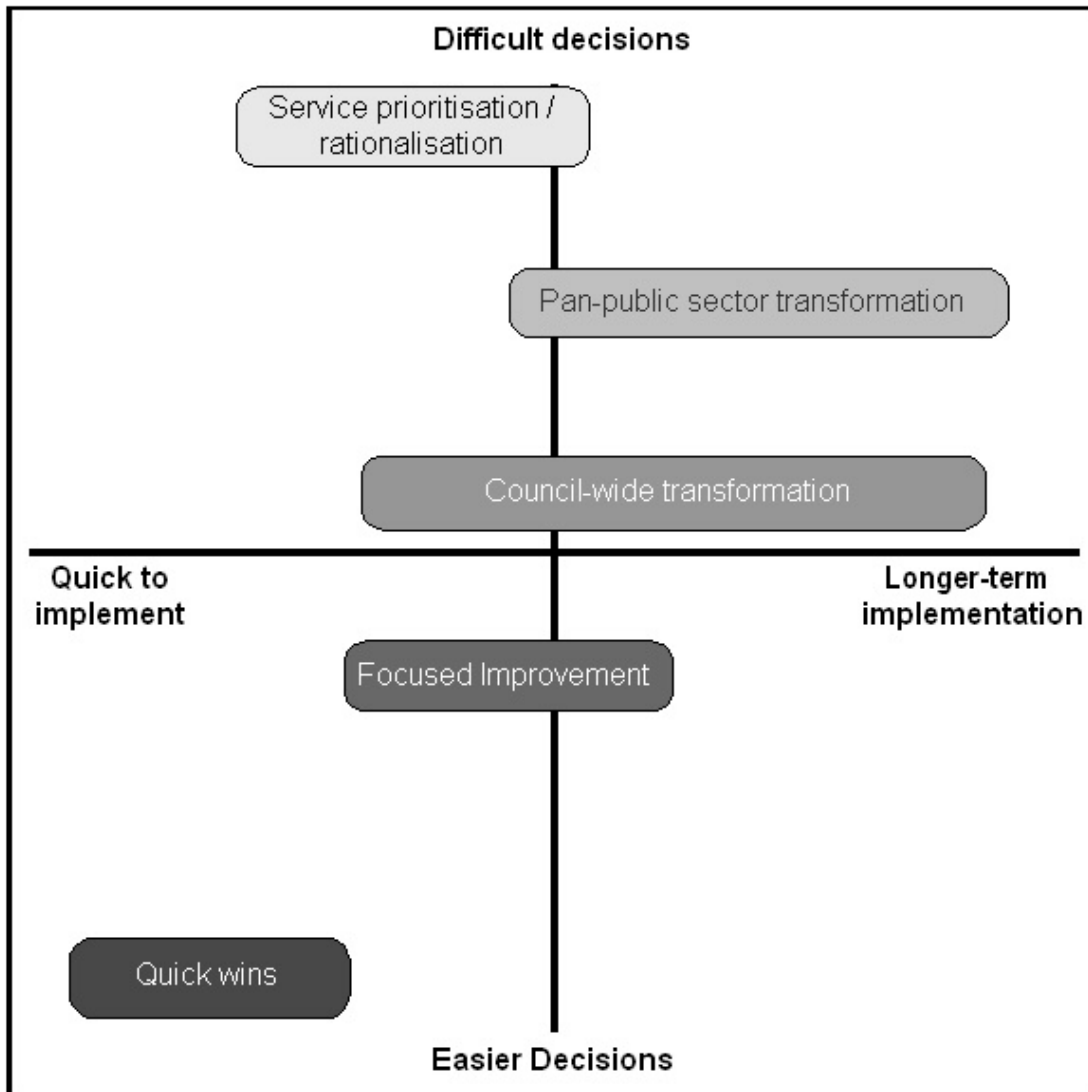 Difficult decisions
Service prioritisation /
rationalisation
Pan-public sector transformation
Council-wide transformation
Quick to
implement
Longer-term
implementation
Focused Improvement
Quick wins
Easier Decisions